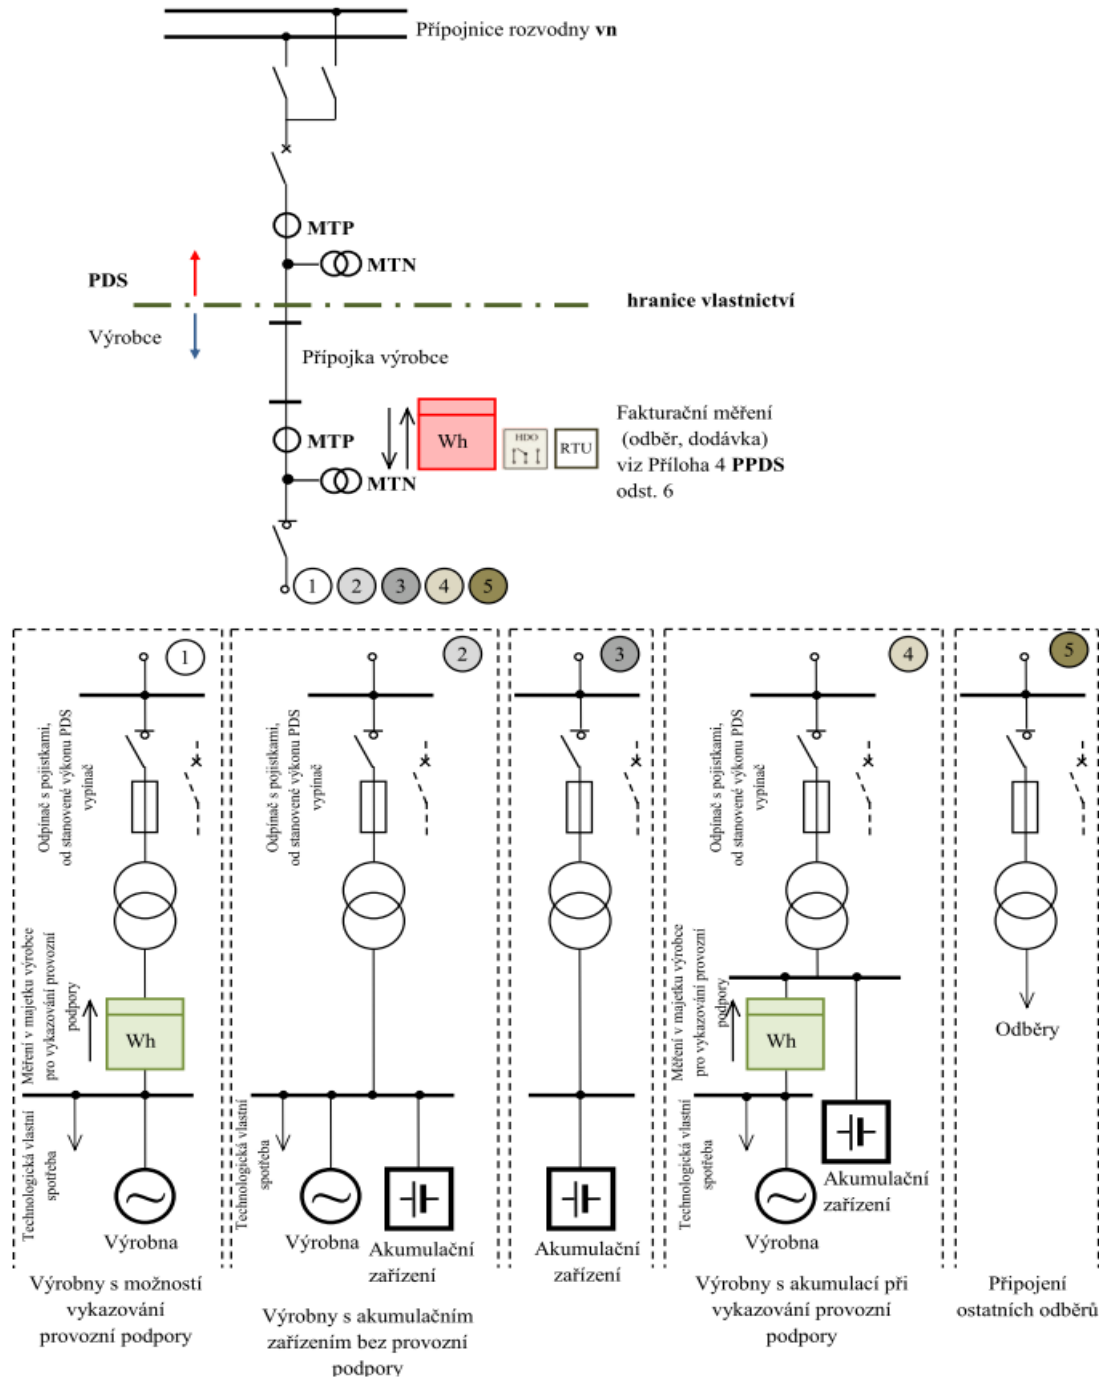 Přípojnice rozvodny vn
MTP
MTN
PDS
hranice vlastnictví
Výrobce
Přípojka výrobce
MTP
MTN
Wh
HDO
RTU
Fakturační měření
(odběr, dodávka)
viz Příloha 4 PPDS
odst. 6
1
2
3
4
5
1
Odpínač s pojistkami,
od stanovené výkonu PDS
vypínač
Měření v majetku výrobce
pro vykazování provozní
podpory
Wh
Technologická vlastní
spotřeba
Výrobna
Výrobny s možností
vykazování
provozní podpory
2
Odpínač s pojistkami,
od stanovené výkonu PDS
vypínač
Technologická vlastní
spotřeba
Výrobna
Akumulační
zařízení
Výrobny s akumulačním
zařízením bez provozní
podpory
3
Akumulační
zařízení
4
Odpínač s pojistkami,
od stanovené výkonu PDS
vypínač
Měření v majetku výrobce
pro vykazování provozní
podpory
Wh
Technologická vlastní
spotřeba
Výrobna
Akumulační
zařízení
Výrobny s akumulací při
vykazování provozní
podpory
5
Odběry
Připojení
ostatních odběrů